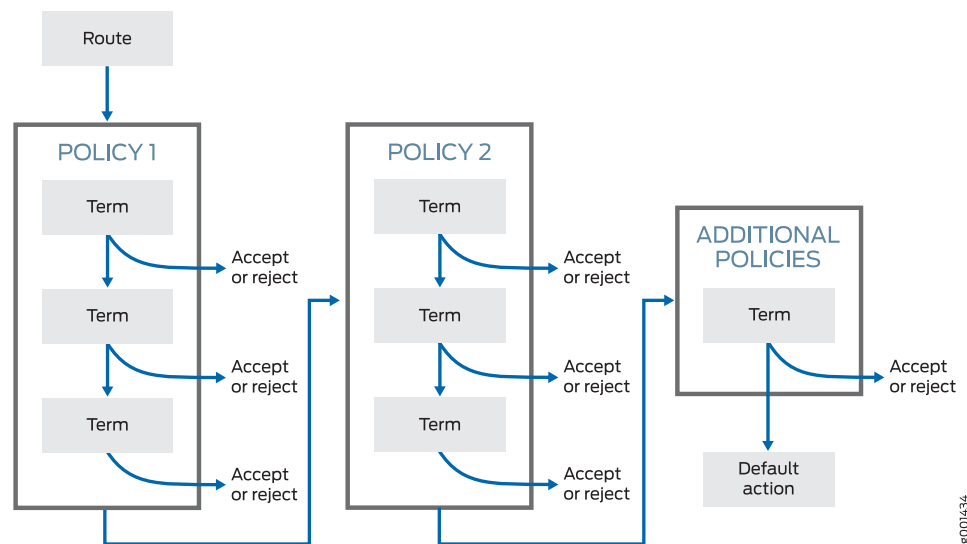 Route
POLICY 1
Term
Accept
or reject
Term
Accept
or reject
Term
Accept
or reject
POLICY 2
Term
Accept
or reject
Term
Accept
or reject
Term
Accept
or reject
ADDITIONAL
POLICIES
Term
Accept
or reject
Default
action
g001434